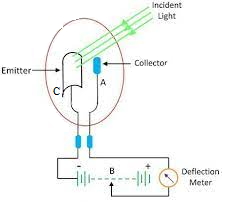 Incident
Light
Emitter
Collector
C
A
-
B
+
Deflection
Meter